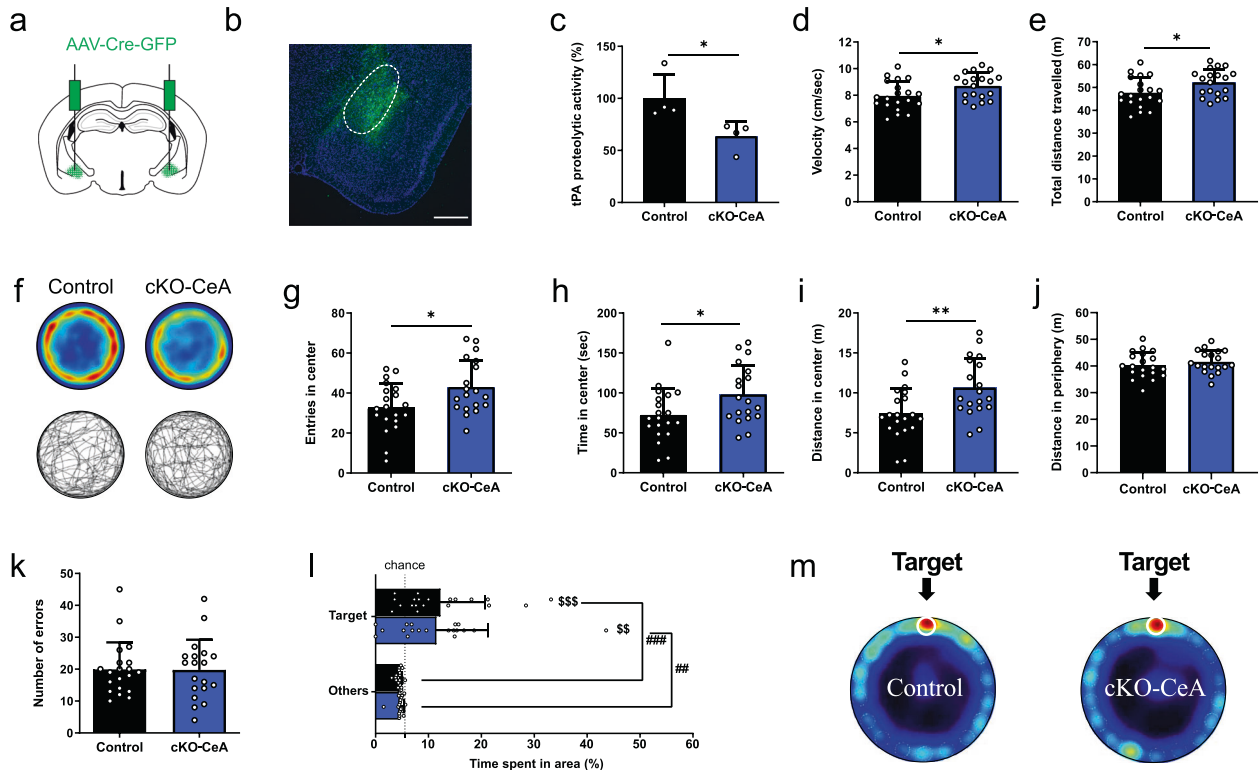 a
AAV-Cre-GFP
b
c
tPA proteolytic activity (%)
150
100
50
0
*
Control
cKO-CeA
d
Velocity (cm/sec)
12
10
8
6
4
2
0
*
Control
cKO-CeA
e
Total distance travelled (m)
70
60
50
40
30
20
10
0
*
Control
cKO-CeA
f
Control
cKO-CeA
g
Entries in center
80
60
40
20
0
*
Control
cKO-CeA
h
Time in center (sec)
200
150
100
50
0
*
Control
cKO-CeA
i
Distance in center (m)
20
15
10
5
0
**
Control
cKO-CeA
j
Distance in periphery (m)
60
50
40
30
20
10
0
Control
cKO-CeA
k
Number of errors
50
40
30
20
10
0
Control
cKO-CeA
l
chance
Target
Others
$$$
$$
###
##
0
10
20
30
40
50
60
Time spent in area (%)
m
Target
Control
Target
cKO-CeA